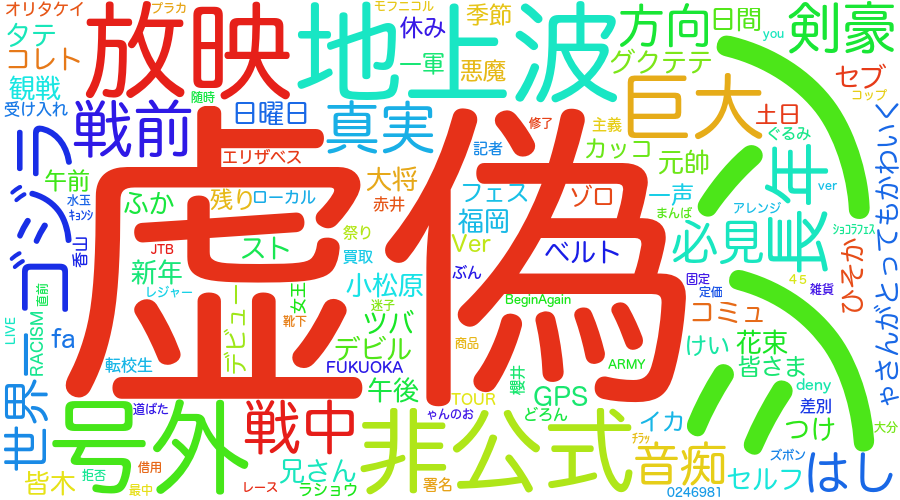 オリタケイ
ブラカ
モフニコル
季節
方向
日間
剣豪
タテ
放映
地上波
休み
you
コレト
一軍
悪魔
グクテテ
セブ
観戦
コップ
受け入れ
随時
戦前
日曜日
真実
修了
主義
巨大
土日
ぐるみ
エリザベス
記者
カッコ
元帥
長年
ゴジラ
午前
大将
フェス
ゾロ
一声
ver
水玉
ふか
残り
ローカル
赤井
福岡
まんば
アレンジ
ｷｮﾝｼ
虚偽
必見
ｼｮｺﾗﾌｪｽ
香山
JTB
スト
祭り
Ver
ベルト
ひそか
ゃさんがとってもかわいく
新年
買取
ぶん
固定
４５
レジャー
女王
小松原
定価
雑貨
直前
迷子
BeginAgain
コミュ
LIVE
RACISM
fa
デビュー
靴下
ツバ
デビル
商品
けい
花束
世界一
転校生
FUKUOKA
ARMY
皆さま
午後
櫻井
GPS
deny
道ばた
TOUR
ゃんのお
どろん
差別
号外
戦中
非公式
イカ
つけ
大分
ﾁﾗｯ
音痴
ズボン
皆木
拒否
借用
兄さん
セルフ
はし
最中
レース
ラショウ
署名
0246981